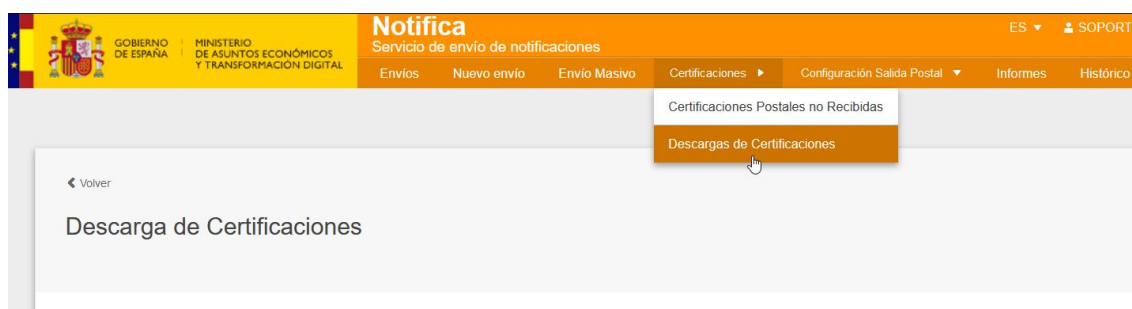 GOBIERNO
DE ESPAÑA
MINISTERIO
DE ASUNTOS ECONÓMICOS
Y TRANSFORMACIÓN DIGITAL
Notifica
Servicio de envío de notificaciones
ES
SOPORT
Envíos
Nuevo envío
Envío Masivo
Certificaciones
Configuración Salida Postal
Informes
Histórico
Certificaciones Postales no Recibidas
Descargas de Certificaciones
Volver
Descarga de Certificaciones